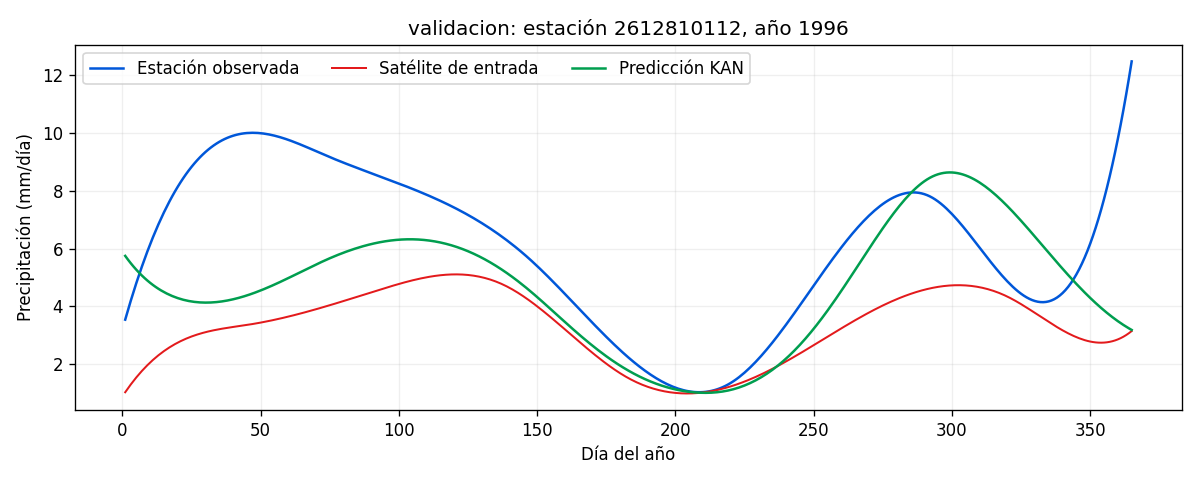 validacion: estación 2612810112, año 1996
Estación observada
Satélite de entrada
Predicción KAN
Precipitación (mm/día)
12
10
8
6
4
2
0
50
100
150
200
250
300
350
Día del año